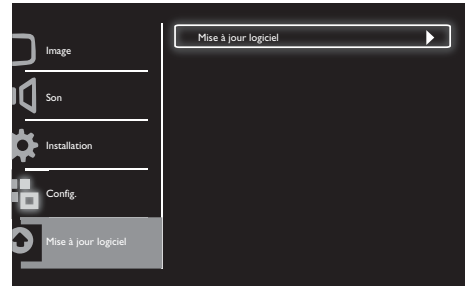 Image
Son
Installation
Config.
Mise à jour logiciel
Mise à jour logiciel